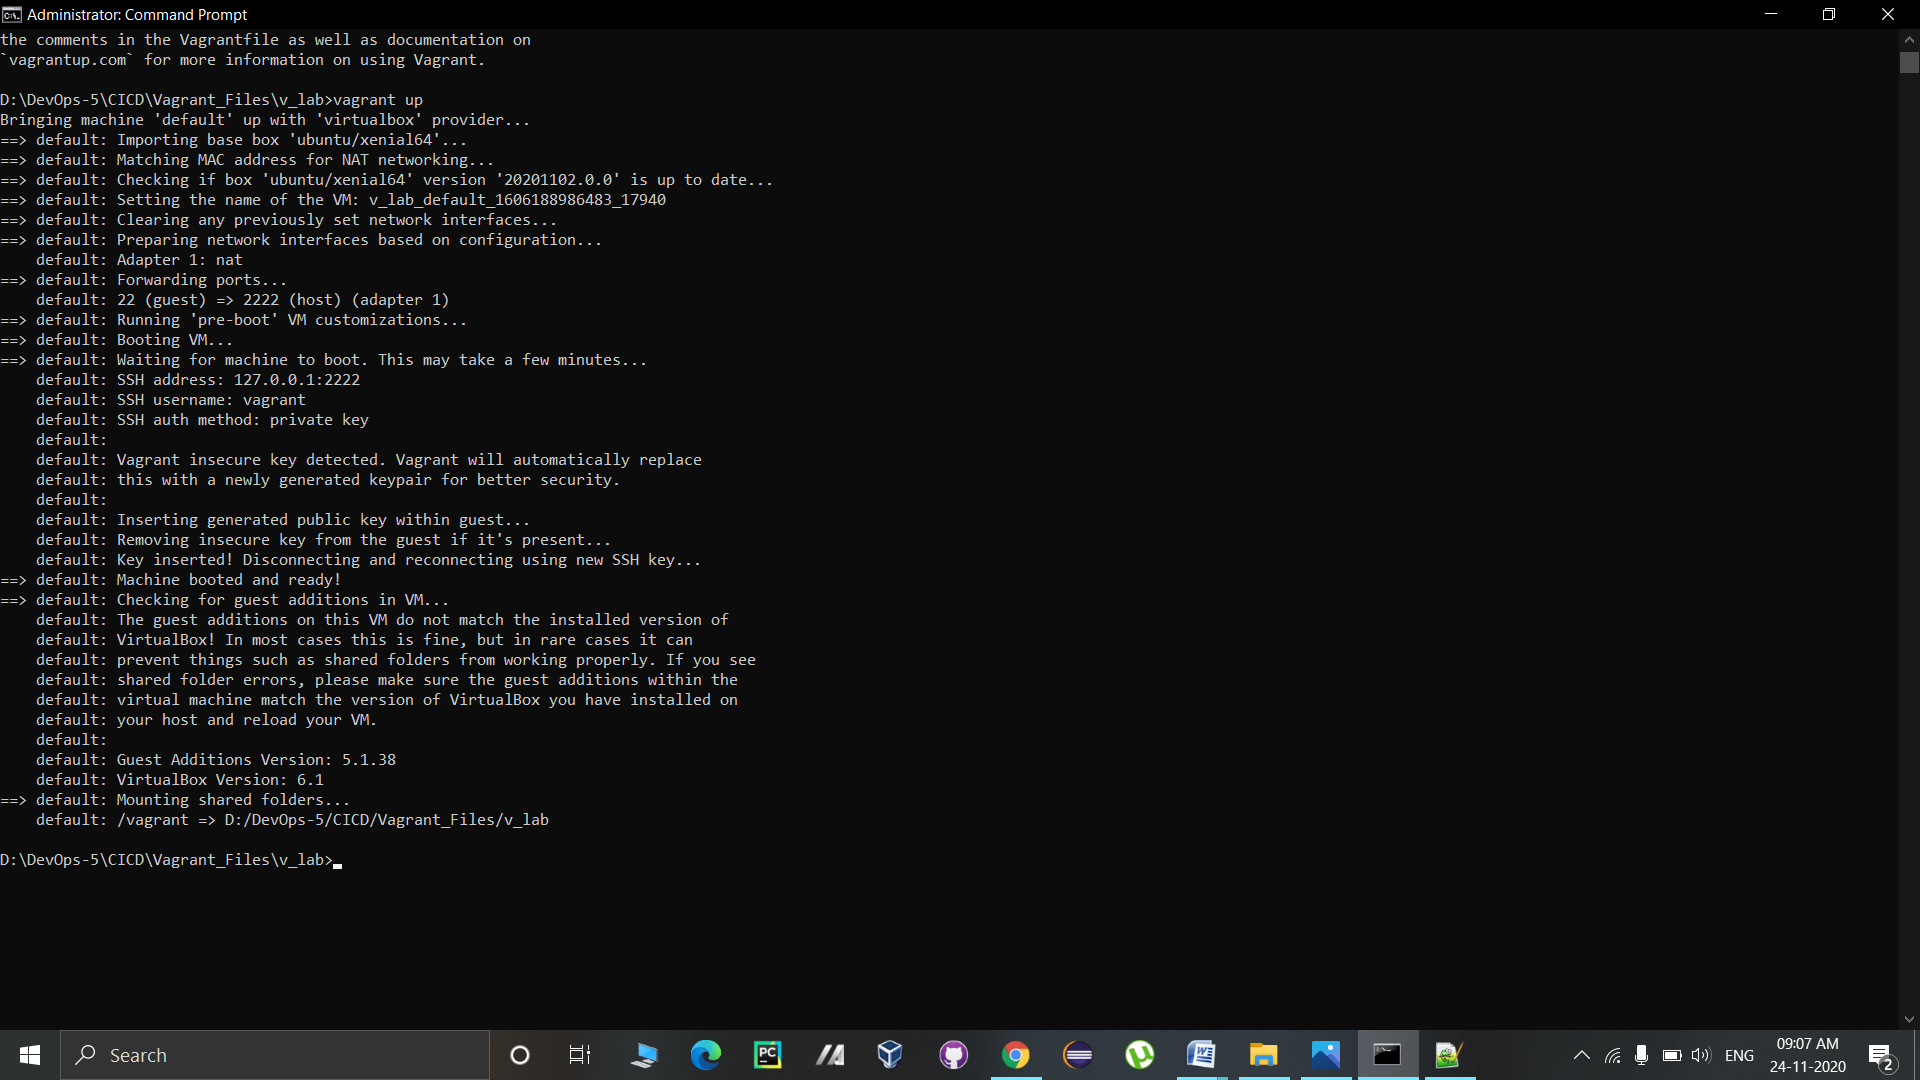 Administrator: Command Prompt
the comments in the Vagrantfile as well as documentation on
`vagrantup.com` for more information on using Vagrant.
D:\DevOps-5\CICD\Vagrant_Files\v_lab>vagrant up
Bringing machine 'default' up with 'virtualbox' provider...
==> default: Importing base box 'ubuntu/xenial64'...
==> default: Matching MAC address for NAT networking...
==> default: Checking if box 'ubuntu/xenial64' version '20201102.0.0' is up to date...
==> default: Setting the name of the VM: v_lab_default_1606188986483_17940
==> default: Clearing any previously set network interfaces...
==> default: Preparing network interfaces based on configuration...
    default: Adapter 1: nat
==> default: Forwarding ports...
    default: 22 (guest) => 2222 (host) (adapter 1)
==> default: Running 'pre-boot' VM customizations...
==> default: Booting VM...
==> default: Waiting for machine to boot. This may take a few minutes...
    default: SSH address: 127.0.0.1:2222
    default: SSH username: vagrant
    default: SSH auth method: private key
    default:
    default: Vagrant insecure key detected. Vagrant will automatically replace
    default: this with a newly generated keypair for better security.
    default:
    default: Inserting generated public key within guest...
    default: Removing insecure key from the guest if it's present...
    default: Key inserted! Disconnecting and reconnecting using new SSH key...
==> default: Machine booted and ready!
==> default: Checking for guest additions in VM...
    default: The guest additions on this VM do not match the installed version of
    default: VirtualBox! In most cases this is fine, but in rare cases it can
    default: prevent things such as shared folders from working properly. If you see
    default: shared folder errors, please make sure the guest additions within the
    default: virtual machine match the version of VirtualBox you have installed on
    default: your host and reload your VM.
    default:
    default: Guest Additions Version: 5.1.38
    default: VirtualBox Version: 6.1
==> default: Mounting shared folders...
    default: /vagrant => D:/DevOps-5/CICD/Vagrant_Files/v_lab
D:\DevOps-5\CICD\Vagrant_Files\v_lab>
Search
PC
ENG
09:07 AM
24-11-2020
2